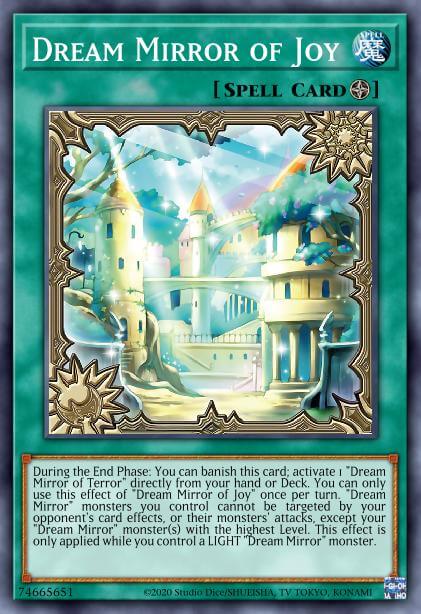 Dream Mirror of Joy
SPELL
魔
[Spell Card]
During the End Phase: You can banish this card; activate 1 "Dream
Mirror of Terror" directly from your hand or Deck. You can only
use this effect of "Dream Mirror of Joy" once per turn. "Dream
Mirror" monsters you control cannot be targeted by your
opponent's card effects, or their monsters' attacks, except your
"Dream Mirror" monster(s) with the highest Level. This effect is
only applied while you control a LIGHT "Dream Mirror" monster.
74665651
©2020 Studio Dice/SHUEISHA, TV TOKYO, KONAMI